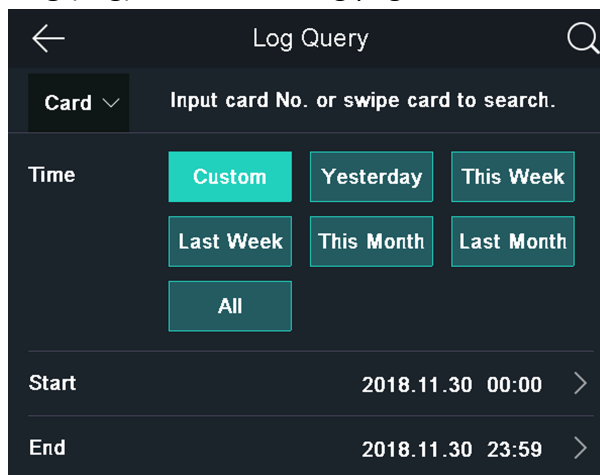 Log Query
Card Input card No. or swipe card to search.
Time Custom Yesterday This Week
Last Week This Month Last Month
All
Start 2018.11.30 00:00
End 2018.11.30 23:59